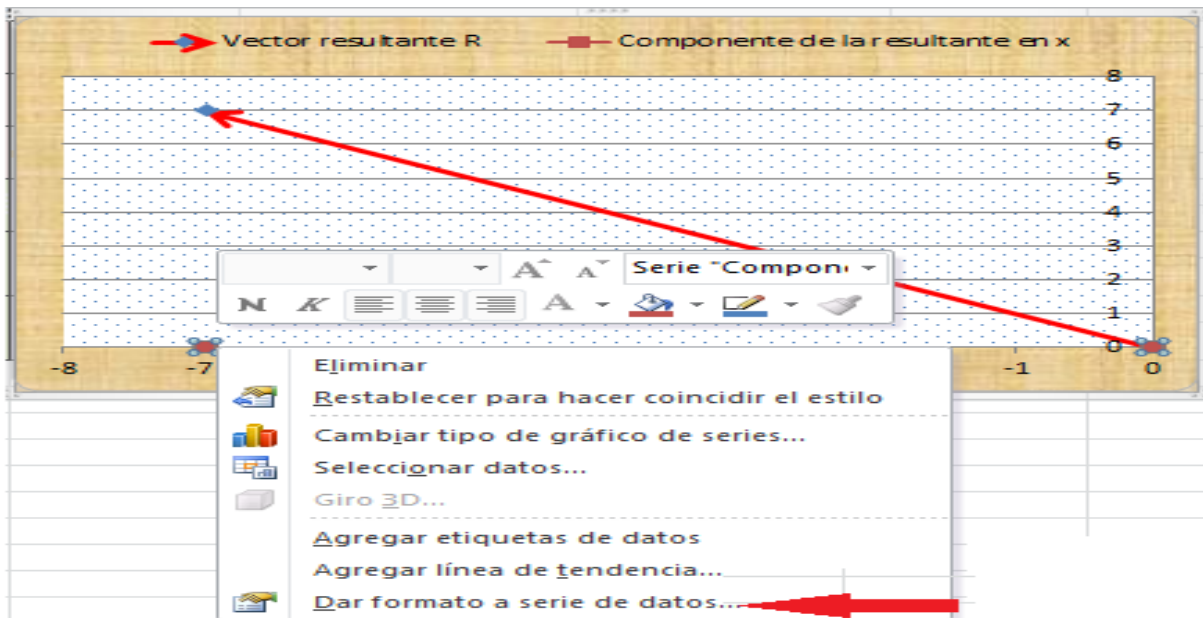 Vector resultante R    Componente de la resultante en x
8
7
6
5
4
3
Serie "Compon
2
N K A
1
0
-8 -7 -1 0
Eliminar
Restablecer para hacer coincidir el estilo
Cambiar tipo de gráfico de series...
Seleccionar datos...
Giro 3D...
Agregar etiquetas de datos
Agregar línea de tendencia...
Dar formato a serie de datos...